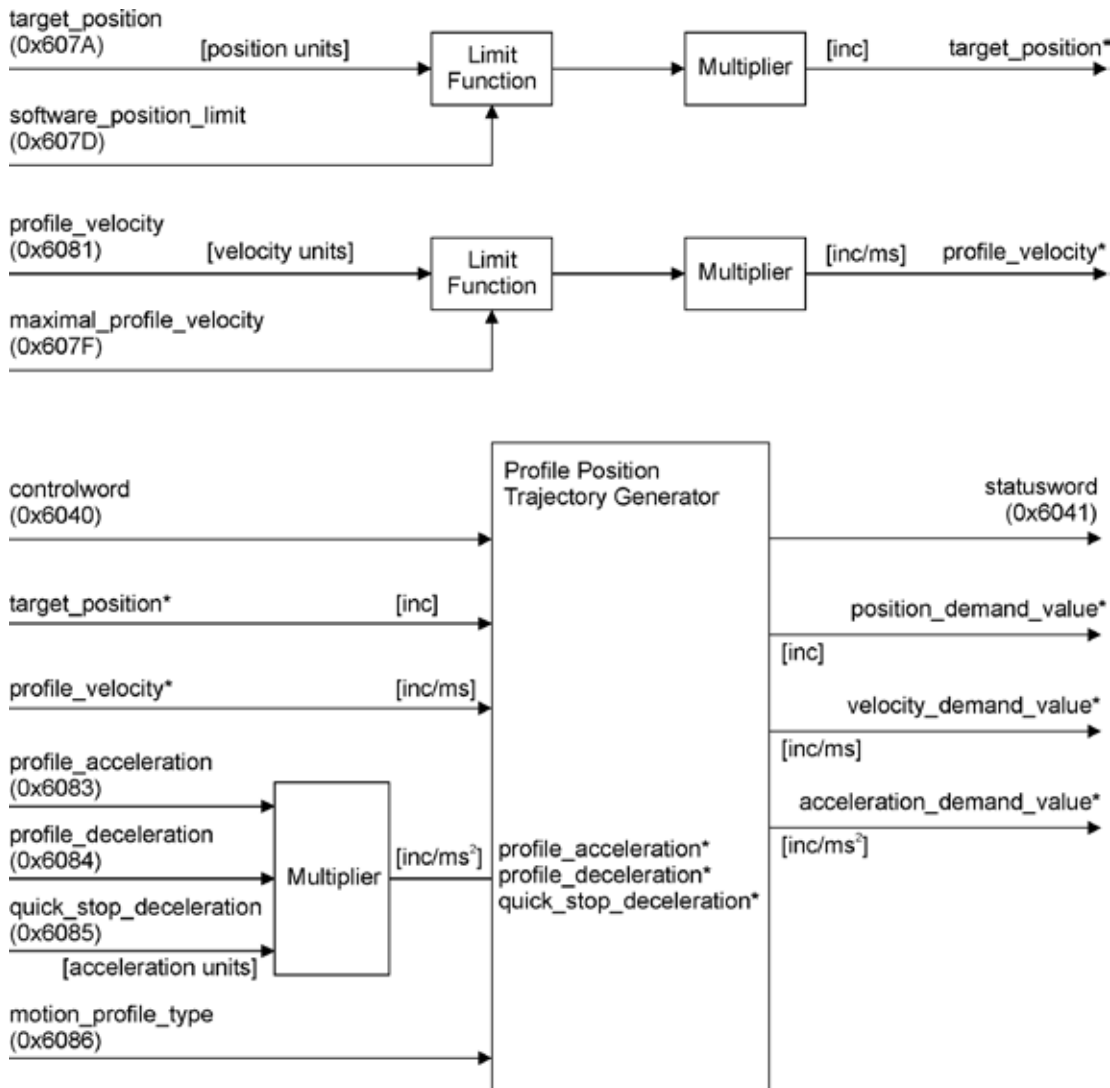 target_position
(0x607A)
[position units]
Limit
Function
Multiplier
[inc]
target_position*
software_position_limit
(0x607D)
profile_velocity
(0x6081)
[velocity units]
Limit
Function
Multiplier
[inc/ms]
profile_velocity*
maximal_profile_velocity
(0x607F)
Profile Position
Trajectory Generator
controlword
(0x6040)
statusword
(0x6041)
target_position*
[inc]
position_demand_value*
[inc]
profile_velocity*
[inc/ms]
velocity_demand_value*
[inc/ms]
profile_acceleration
(0x6083)
acceleration_demand_value*
[inc/ms²]
profile_deceleration
(0x6084)
Multiplier
[inc/ms²]
profile_acceleration*
profile_deceleration*
quick_stop_deceleration*
quick_stop_deceleration
(0x6085)
[acceleration units]
motion_profile_type
(0x6086)